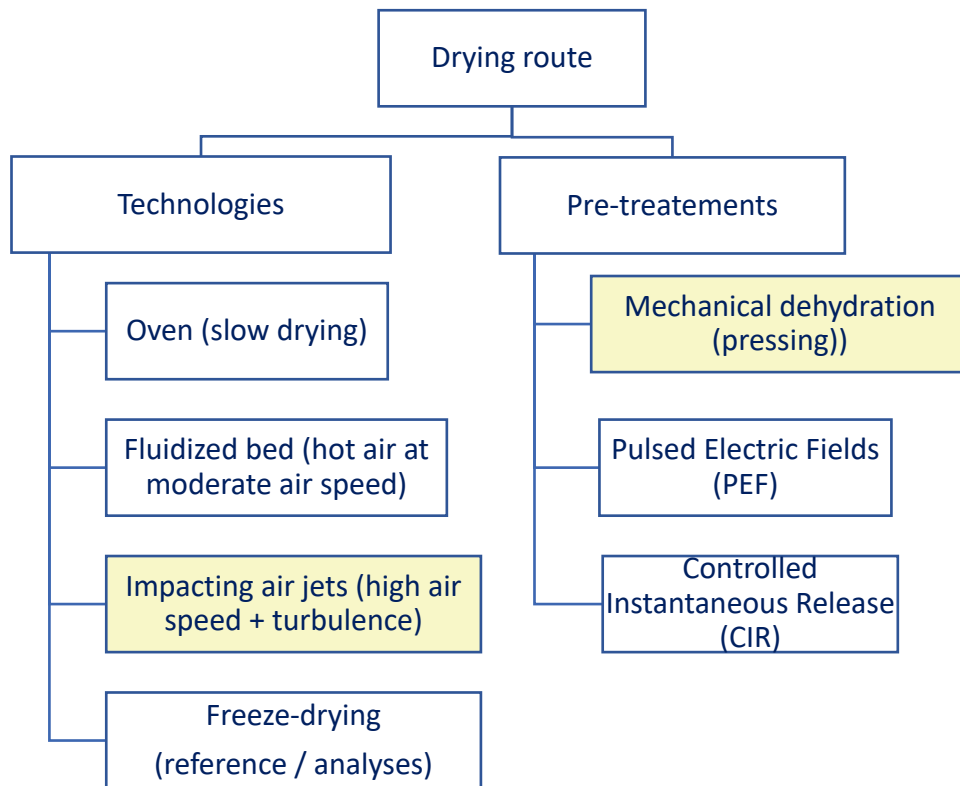 Drying route
Technologies
Oven (slow drying)
Fluidized bed (hot air at
moderate air speed)
Impacting air jets (high air
speed + turbulence)
Freeze-drying
(reference / analyses)
Pre-treatements
Mechanical dehydration
(pressing))
Pulsed Electric Fields
(PEF)
Controlled
Instantaneous Release
(CIR)